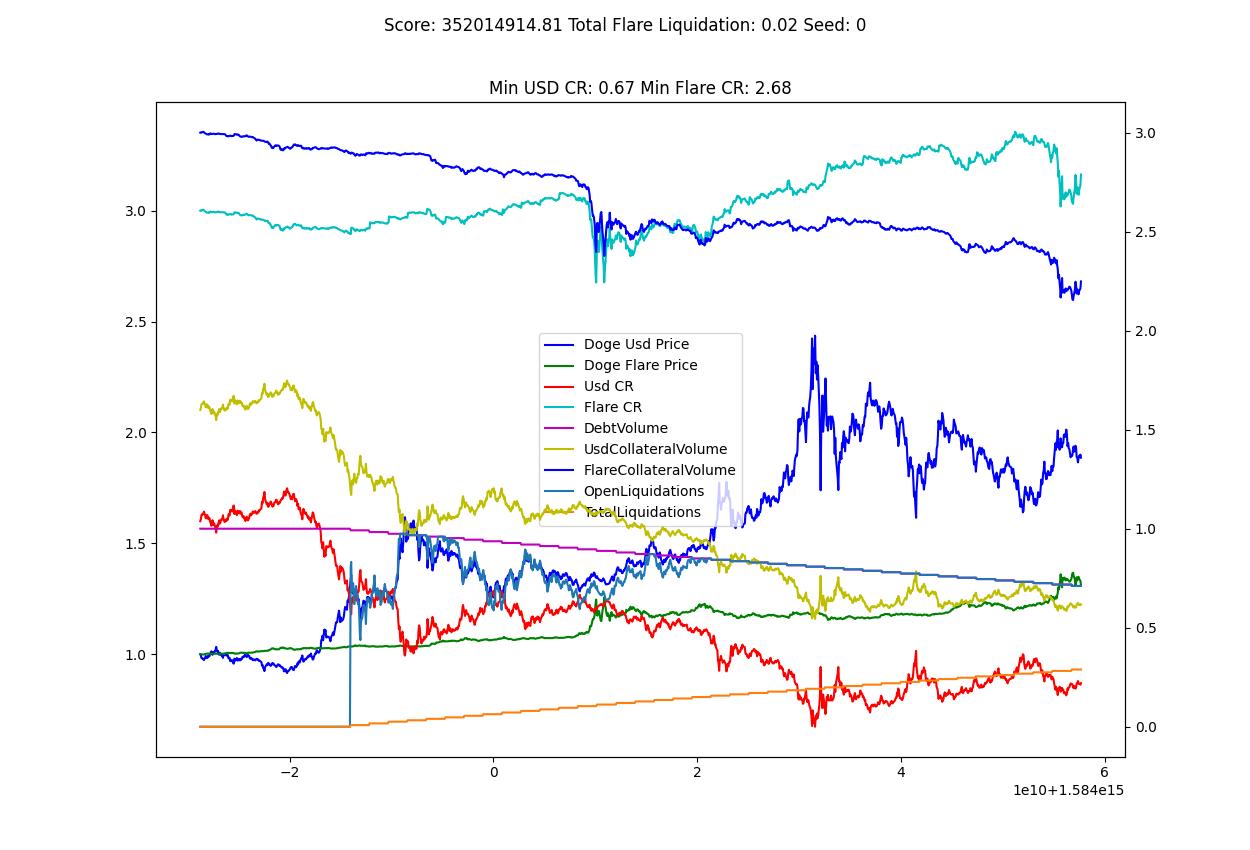 Score: 352014914.81 Total Flare Liquidation: 0.02 Seed: 0
Min USD CR: 0.67 Min Flare CR: 2.68
3.0
2.5
2.0
1.5
1.0
Doge Usd Price
Doge Flare Price
Usd CR
Flare CR
DebtVolume
UsdCollateralVolume
FlareCollateralVolume
OpenLiquidations
TotalLiquidations
3.0
2.5
2.0
1.5
1.0
0.5
0.0
−2 0 2 4 6
1e10+1.584e15